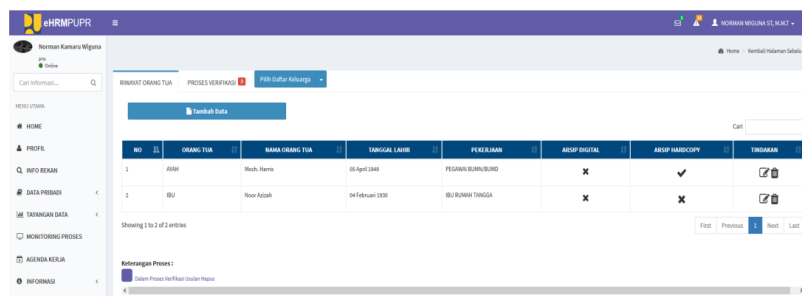 eHRMPUPR
NORMAN WIGUNA ST, M.M.T
Norman Kamaru Wiguna
pns
Online
Home
Kembali Halaman Sebelu
Cari Informasi...
RIWAYAT ORANG TUA
PROSES VERIFIKASI 3
Pilih Daftar Keluarga
MENU UTAMA
Tambah Data
HOME
Cari
PROFIL
INFO REKAN
DATA PRIBADI
TAYANGAN DATA
MONITORING PROSES
AGENDA KERJA
INFORMASI
NO ORANG TUA NAMA ORANG TUA TANGGAL LAHIR PEKERJAAN ARSIP DIGITAL ARSIP HARDCOPY TINDAKAN
1 AYAH Moch. Harris 05 April 1949 PEGAWAI BUMN/BUMD
2 IBU Noor Azizah 04 Februari 1930 IBU RUMAH TANGGA
Showing 1 to 2 of 2 entries
First Previous 1 Next Last
Keterangan Proses :
Dalam Proses Verifikasi Usulan Hapus